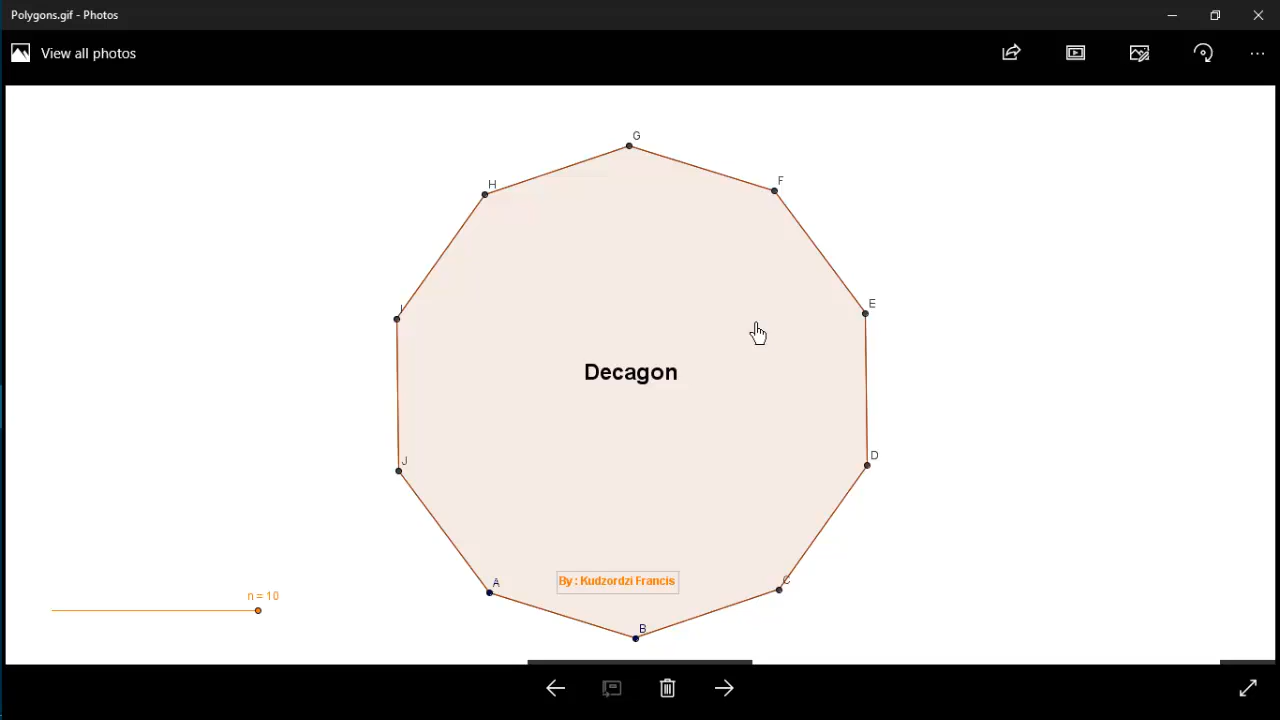 Polygons.gif - Photos
View all photos
G
H
F
I
E
Decagon
J
D
A
By : Kudzordzi Francis
C
n = 10
B